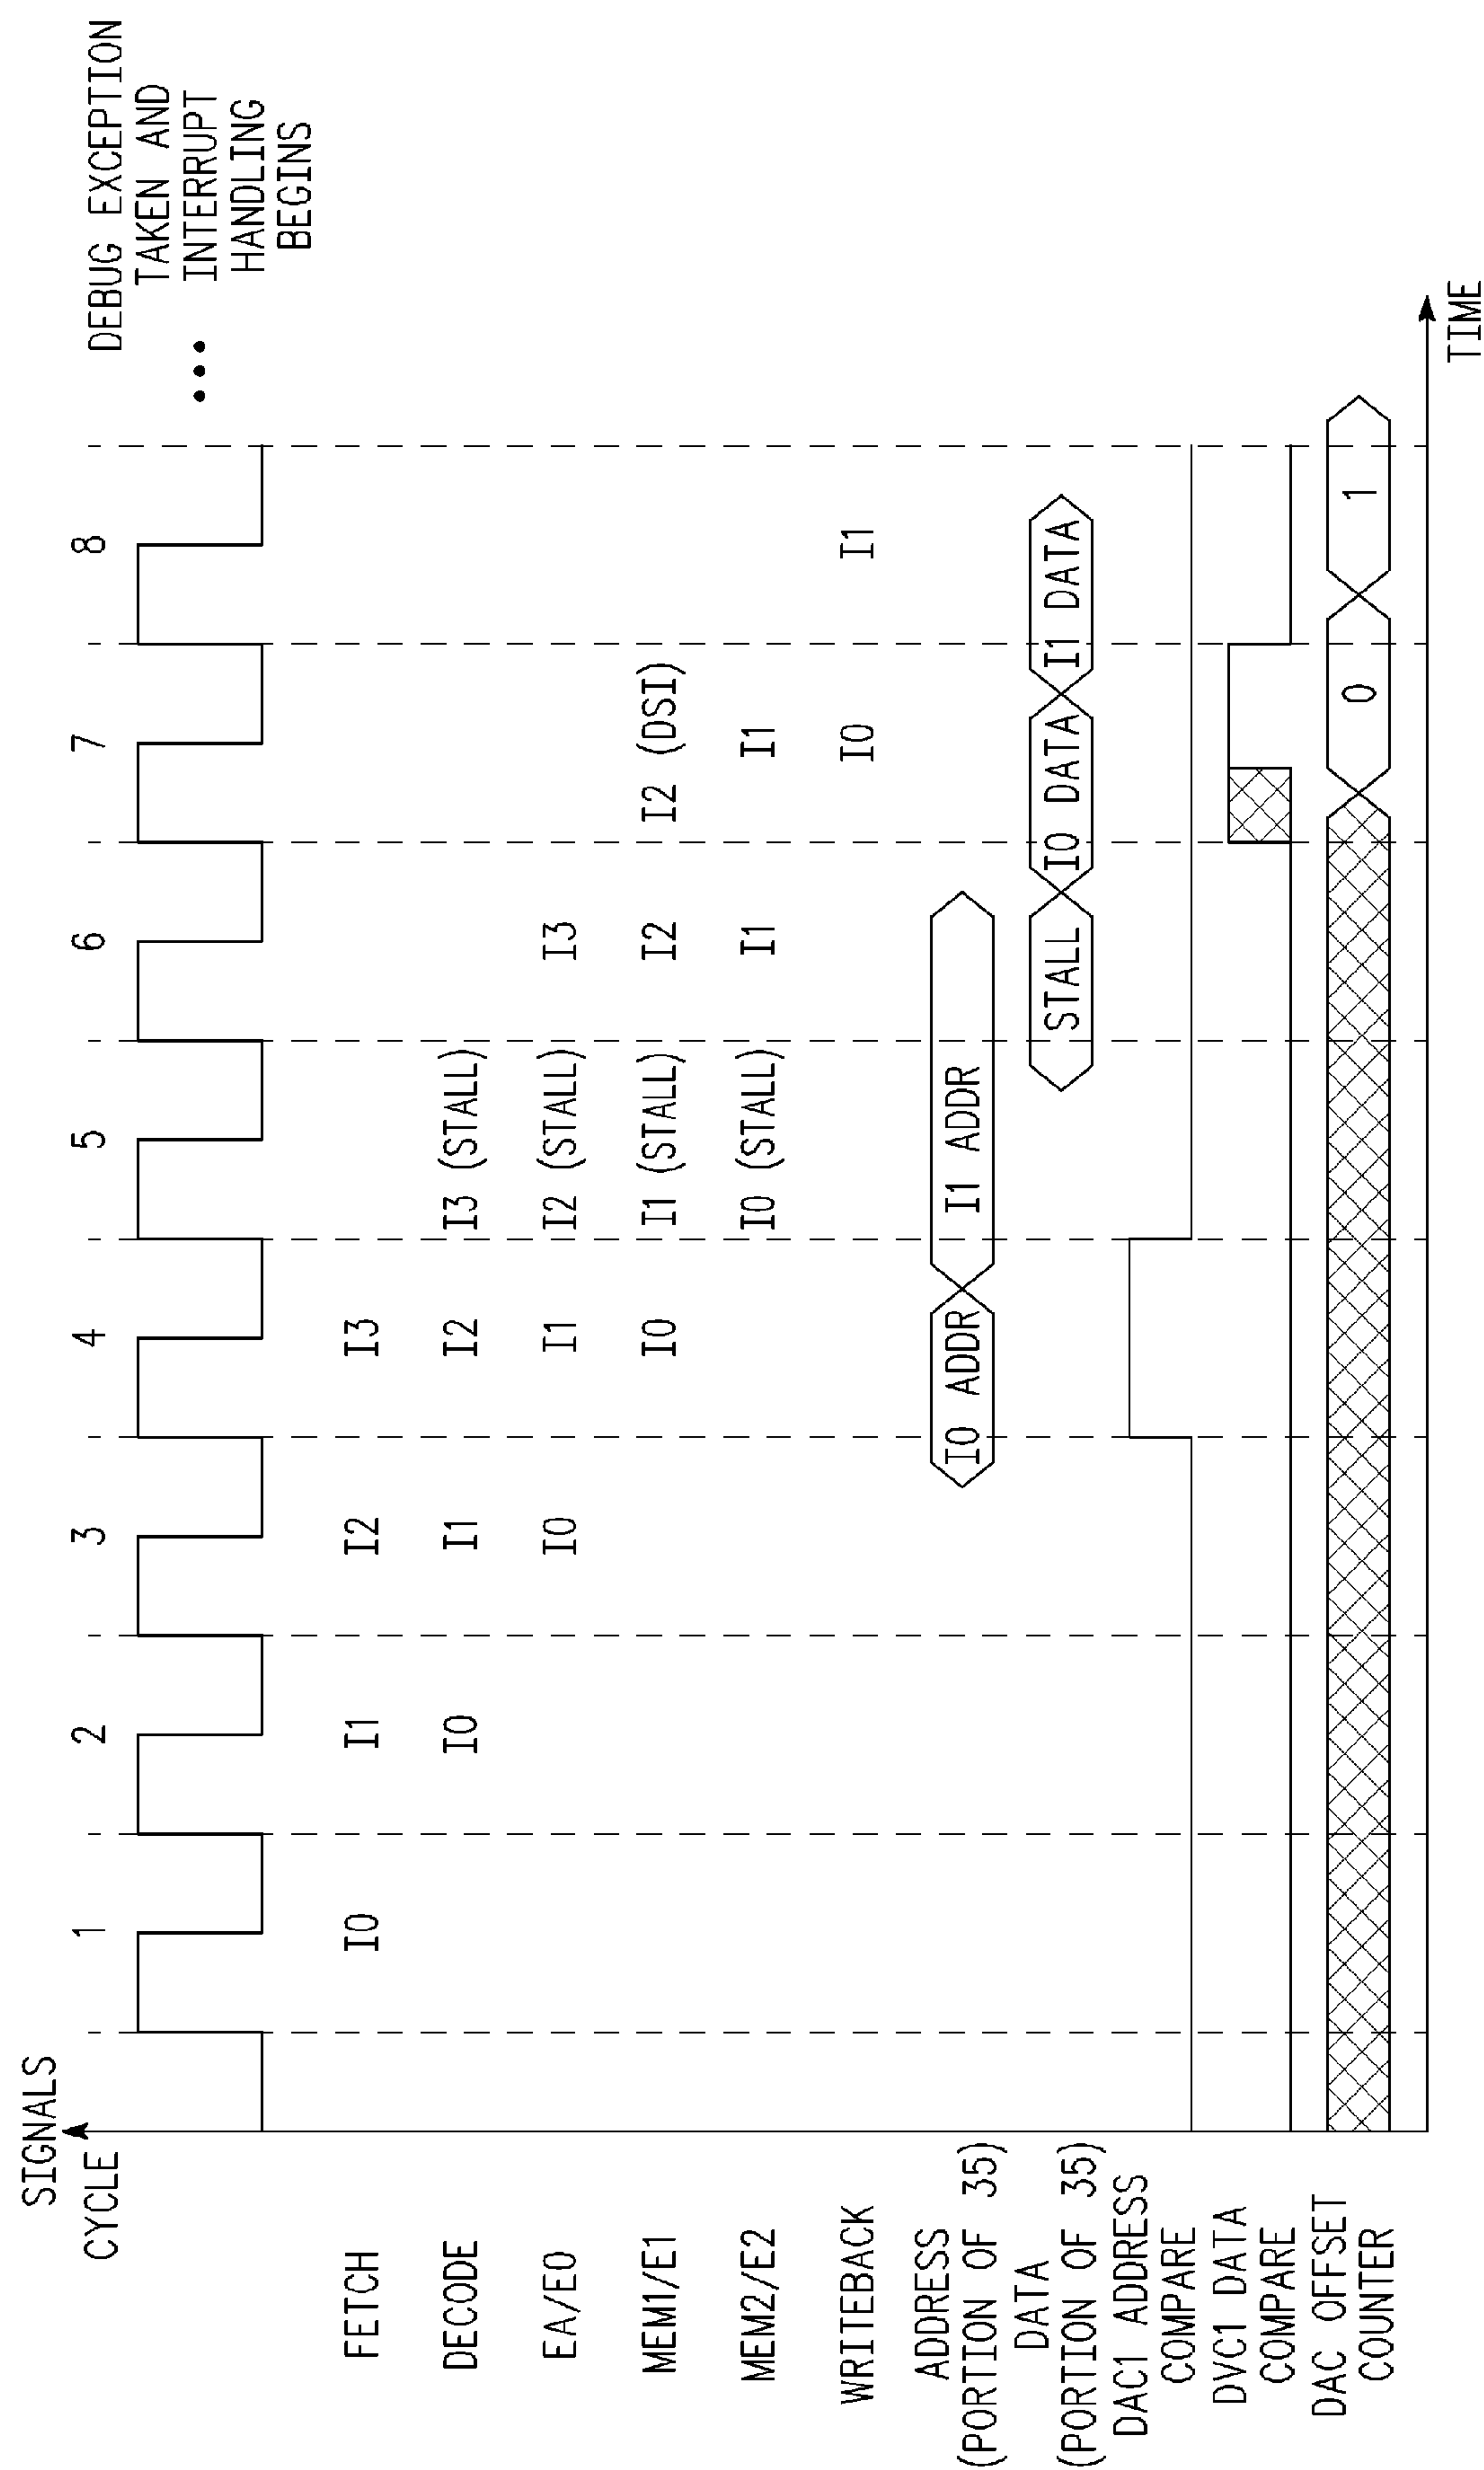 SIGNALS
CYCLE
1 2 3 4 5 6 7 8
DEBUG EXCEPTION
TAKEN AND
INTERRUPT
HANDLING
BEGINS
FETCH I0 I1 I2 I3
DECODE I0 I1 I2 I3 (STALL)
EA/E0 I0 I1 I2 (STALL) I3
MEM1/E1 I0 I1 (STALL) I2 I2 (DSI)
MEM2/E2 I0 (STALL) I1 I1
WRITEBACK I0 I1
ADDRESS
(PORTION OF 35) I0 ADDR I1 ADDR
DATA
(PORTION OF 35) STALL I0 DATA I1 DATA
DAC1 ADDRESS
COMPARE
DVC1 DATA
COMPARE
DAC OFFSET
COUNTER 0 1
TIME